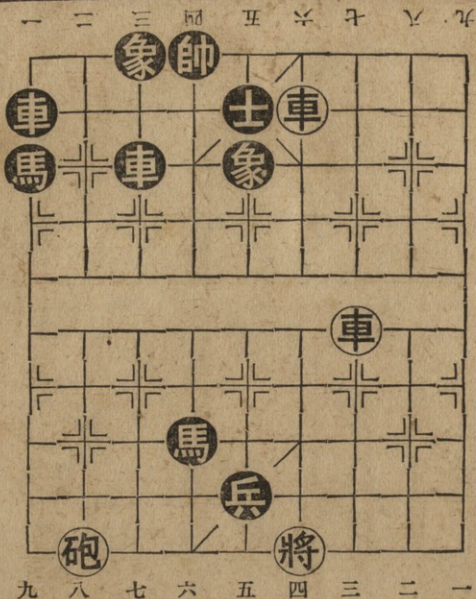 一 二 三 四 五 六 七 八 九
象 帥
車 士 車
馬 車 象
車
馬
兵
砲 將
九 八 七 六 五 四 三 二 一